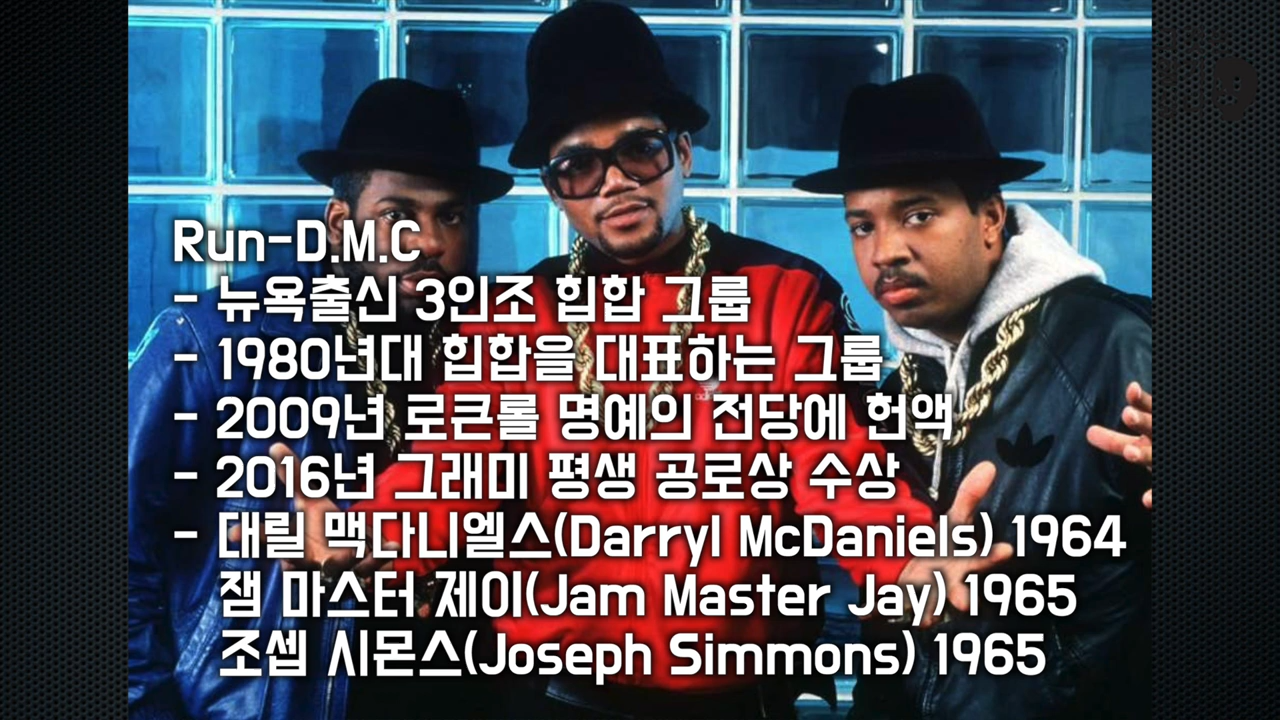 Run-D.M.C
- 뉴욕출신 3인조 힙합 그룹
- 1980년대 힙합을 대표하는 그룹
- 2009년 로큰롤 명예의 전당에 헌액
- 2016년 그래미 평생 공로상 수상
- 대릴 맥다니엘스(Darryl McDaniels) 1964
잼 마스터 제이(Jam Master Jay) 1965
조셉 시몬스(Joseph Simmons) 1965